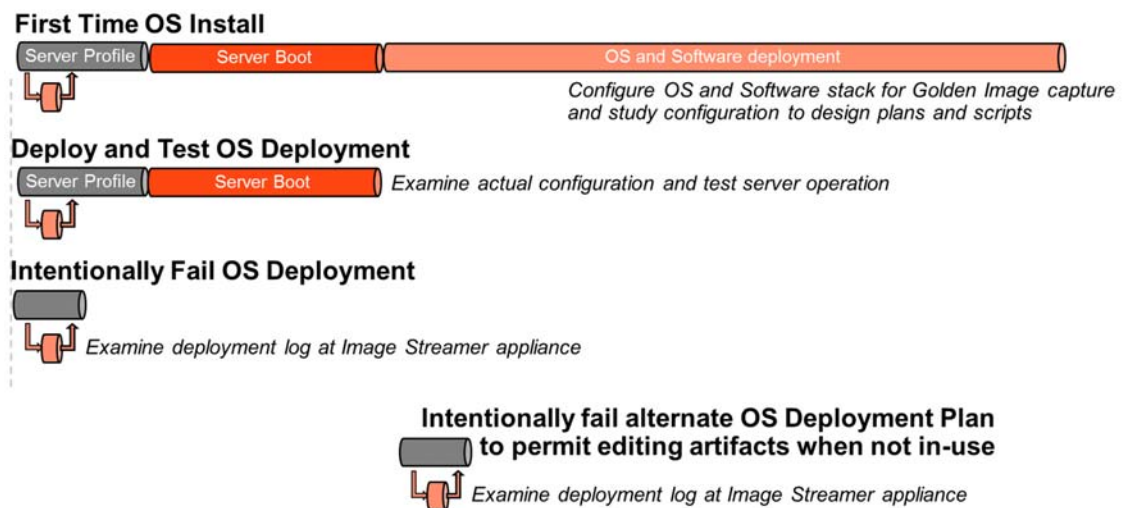 First Time OS Install
Server Profile Server Boot OS and Software deployment
Configure OS and Software stack for Golden Image capture
and study configuration to design plans and scripts
Deploy and Test OS Deployment
Server Profile Server Boot Examine actual configuration and test server operation
Intentionally Fail OS Deployment
Examine deployment log at Image Streamer appliance
Intentionally fail alternate OS Deployment Plan
to permit editing artifacts when not in-use
Examine deployment log at Image Streamer appliance